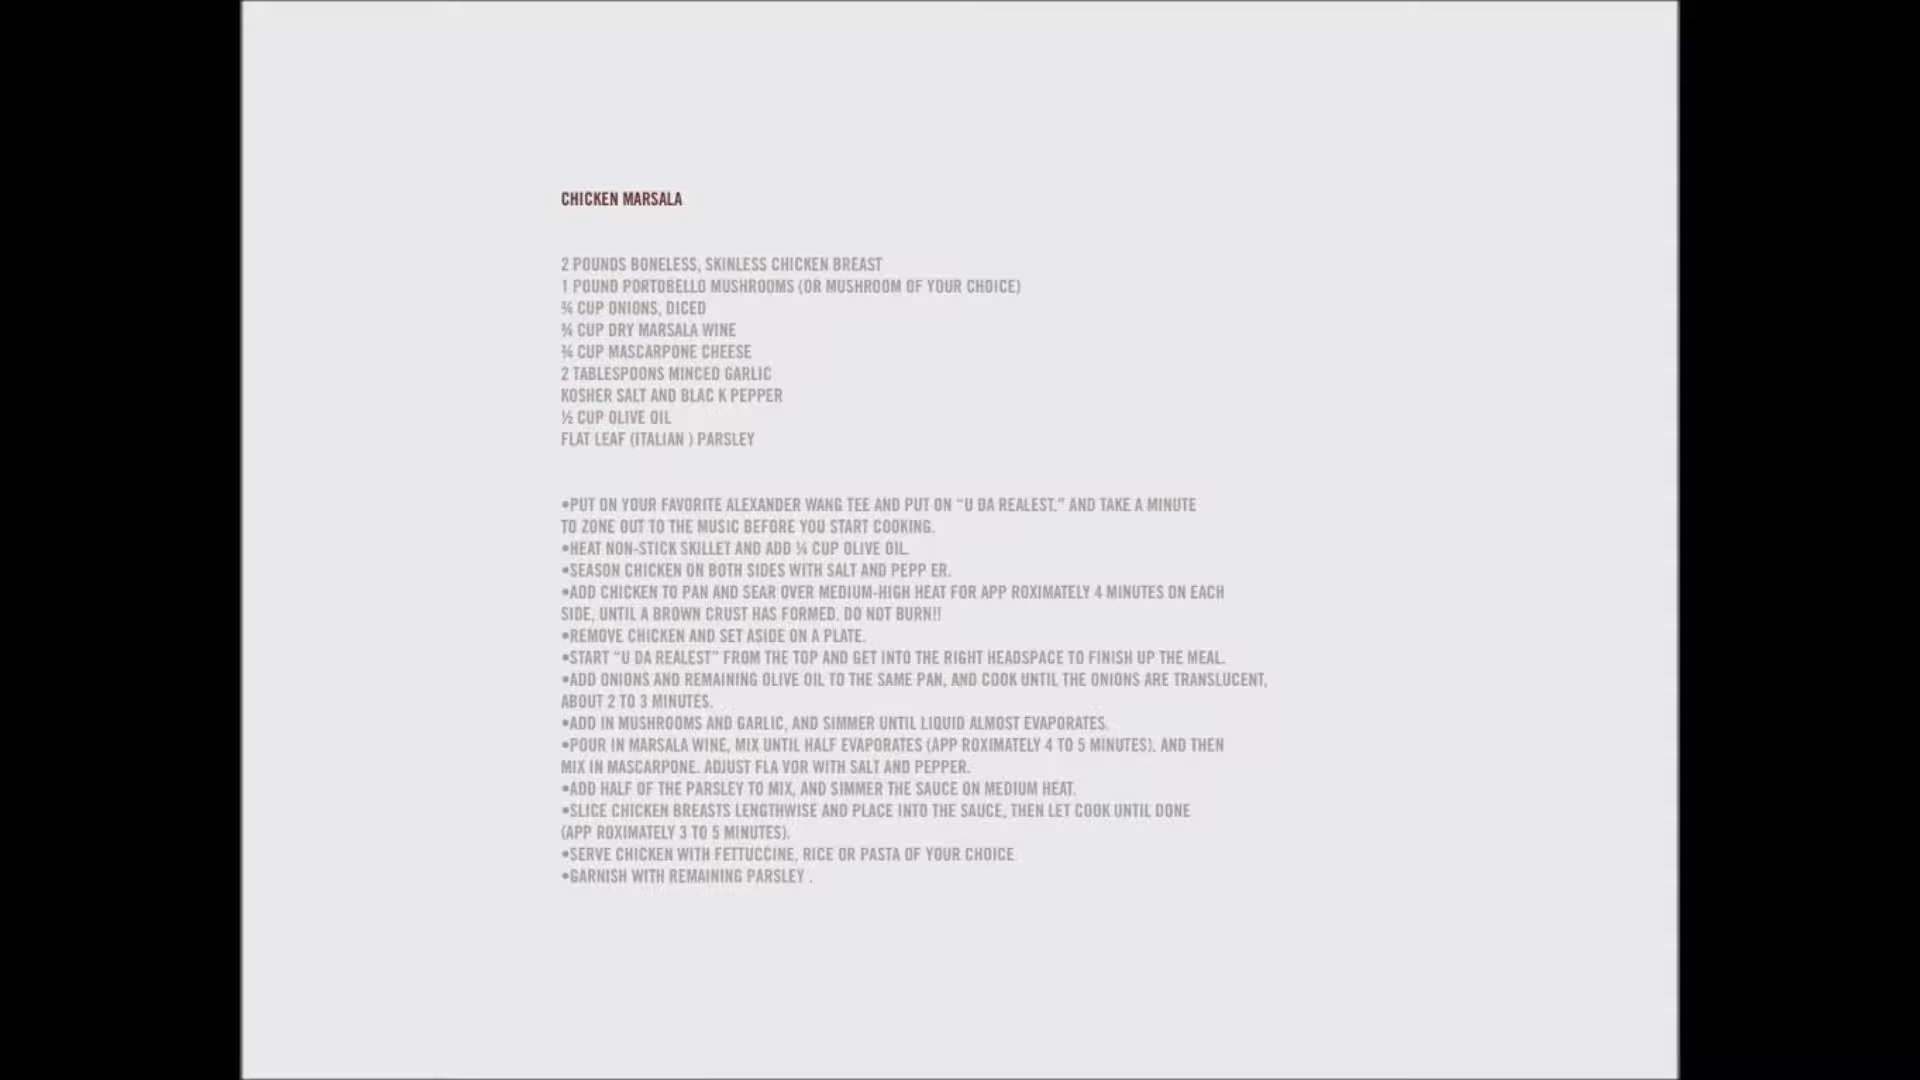 CHICKEN MARSALA
2 POUNDS BONELESS, SKINLESS CHICKEN BREAST
1 POUND PORTOBELLO MUSHROOMS (OR MUSHROOM OF YOUR CHOICE)
¾ CUP ONIONS, DICED
¾ CUP DRY MARSALA WINE
¾ CUP MASCARPONE CHEESE
2 TABLESPOONS MINCED GARLIC
KOSHER SALT AND BLAC K PEPPER
½ CUP OLIVE OIL
FLAT LEAF (ITALIAN ) PARSLEY
•PUT ON YOUR FAVORITE ALEXANDER WANG TEE AND PUT ON “U DA REALEST,” AND TAKE A MINUTE
TO ZONE OUT TO THE MUSIC BEFORE YOU START COOKING.
•HEAT NON-STICK SKILLET AND ADD ¼ CUP OLIVE OIL.
•SEASON CHICKEN ON BOTH SIDES WITH SALT AND PEPP ER.
•ADD CHICKEN TO PAN AND SEAR OVER MEDIUM-HIGH HEAT FOR APP ROXIMATELY 4 MINUTES ON EACH
SIDE, UNTIL A BROWN CRUST HAS FORMED. DO NOT BURN!!
•REMOVE CHICKEN AND SET ASIDE ON A PLATE.
•START “U DA REALEST” FROM THE TOP AND GET INTO THE RIGHT HEADSPACE TO FINISH UP THE MEAL.
•ADD ONIONS AND REMAINING OLIVE OIL TO THE SAME PAN, AND COOK UNTIL THE ONIONS ARE TRANSLUCENT,
ABOUT 2 TO 3 MINUTES.
•ADD IN MUSHROOMS AND GARLIC, AND SIMMER UNTIL LIQUID ALMOST EVAPORATES.
•POUR IN MARSALA WINE, MIX UNTIL HALF EVAPORATES (APP ROXIMATELY 4 TO 5 MINUTES), AND THEN
MIX IN MASCARPONE. ADJUST FLA VOR WITH SALT AND PEPPER.
•ADD HALF OF THE PARSLEY TO MIX, AND SIMMER THE SAUCE ON MEDIUM HEAT.
•SLICE CHICKEN BREASTS LENGTHWISE AND PLACE INTO THE SAUCE, THEN LET COOK UNTIL DONE
(APP ROXIMATELY 3 TO 5 MINUTES).
•SERVE CHICKEN WITH FETTUCCINE, RICE OR PASTA OF YOUR CHOICE.
•GARNISH WITH REMAINING PARSLEY .